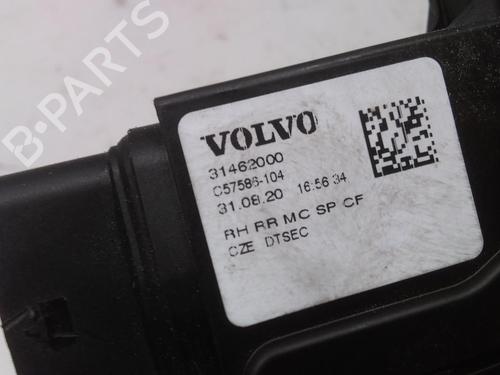 B-PARTS
VOLVO
31462000
C57586-104
31.08.20 16:56:34
RH RR MC SP CF
CZE DTSEC